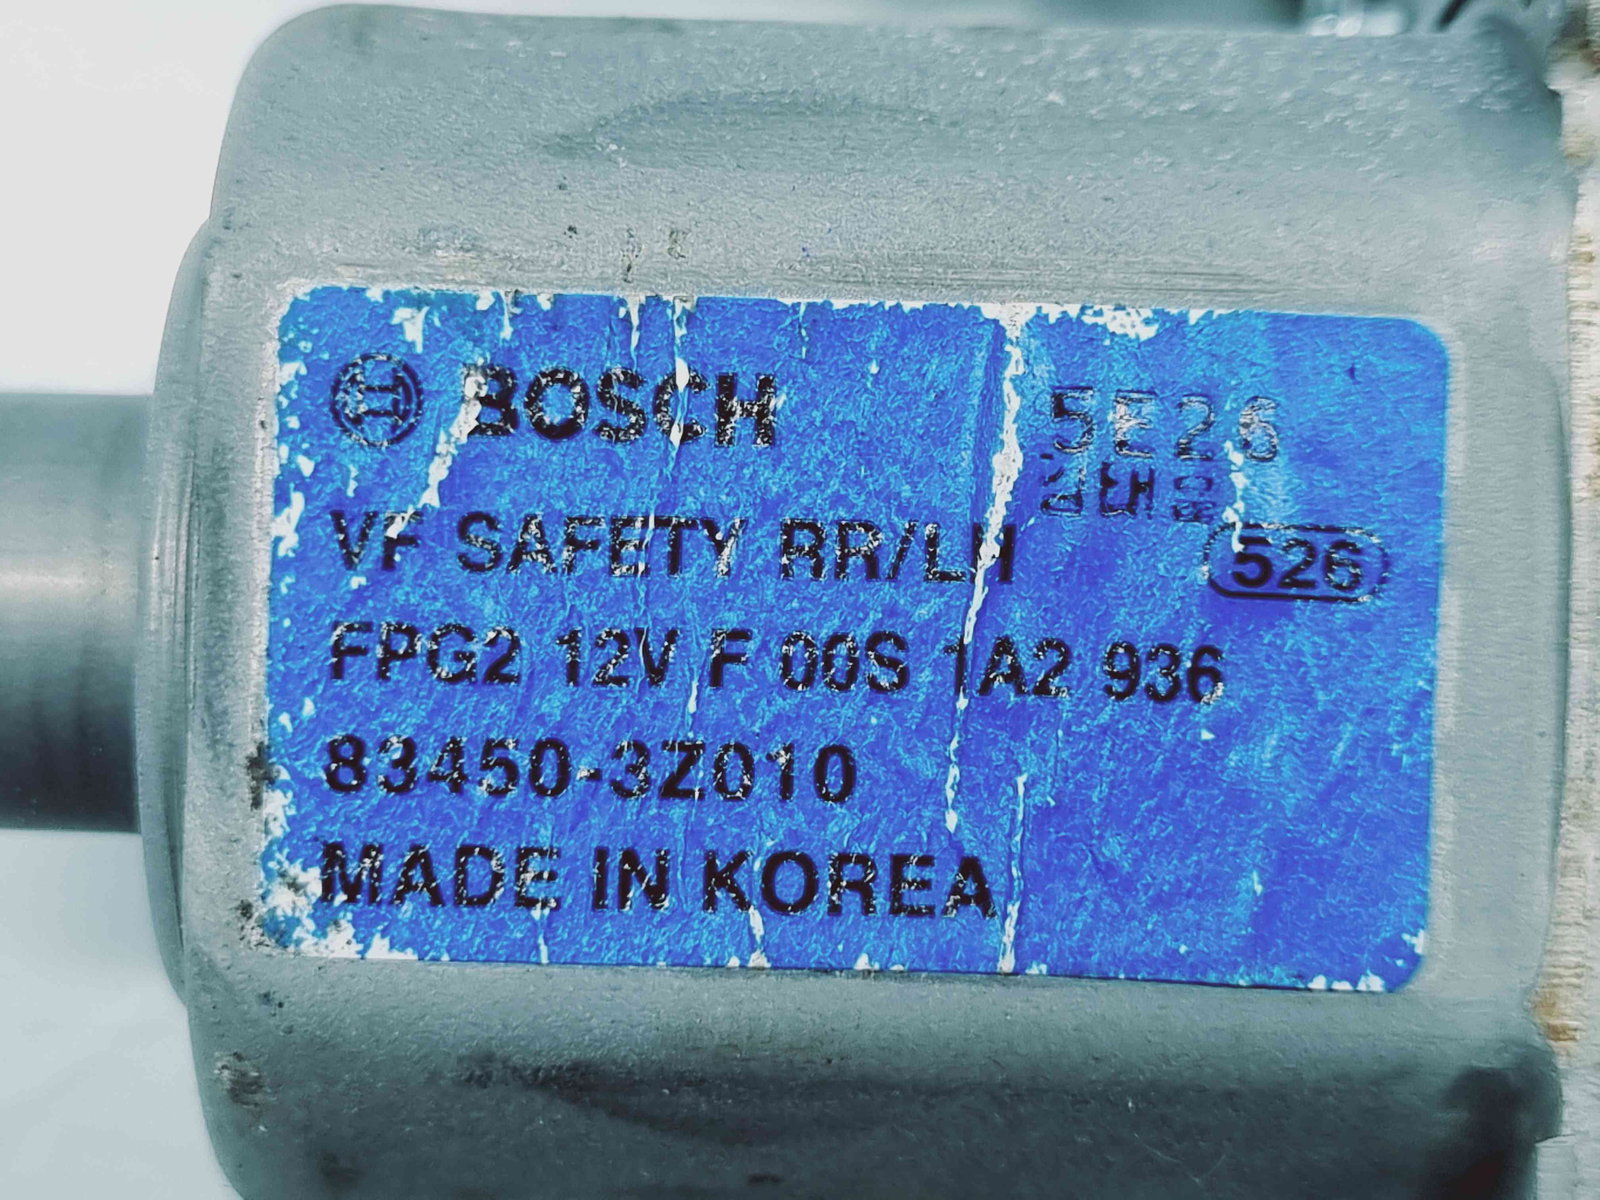 BOSCH
5E26
VF SAFETY RR/LH
526
FPG2 12V F 00S 1A2 936
83450-3Z010
MADE IN KOREA